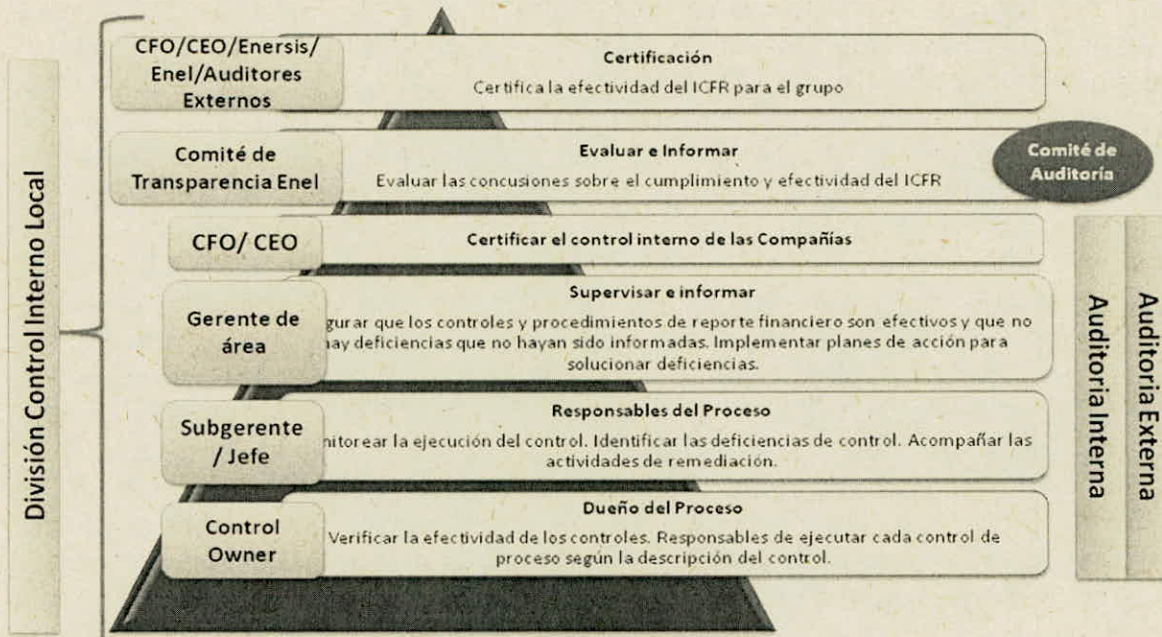 División Control Interno Local
CFO/CEO/Enersis/
Enel/Auditores
Externos
Certificación
Certifica la efectividad del ICFR para el grupo
Comité de
Transparencia Enel
Evaluar e Informar
Evaluar las concusiones sobre el cumplimiento y efectividad del ICFR
Comité de
Auditoría
CFO/ CEO
Certificar el control interno de las Compañías
Gerente de
área
Supervisar e informar
gurar que los controles y procedimientos de reporte financiero son efectivos y que no
hay deficiencias que no hayan sido informadas. Implementar planes de acción para
solucionar deficiencias.
Subgerente
/ Jefe
Responsables del Proceso
nitorear la ejecución del control. Identificar las deficiencias de control. Acompañar las
actividades de remediación.
Control
Owner
Dueño del Proceso
Verificar la efectividad de los controles. Responsables de ejecutar cada control de
proceso según la descripción del control.
Auditoria Interna
Auditoria Externa